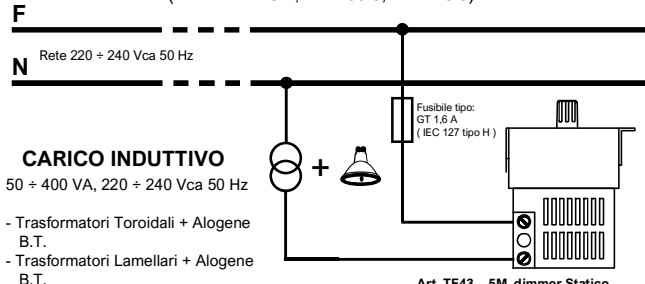 F
Rete 220 ÷ 240 Vca 50 Hz
N
Fusibile tipo:
GT 1,6 A
( IEC 127 tipo H )
CARICO INDUTTIVO
50 ÷ 400 VA, 220 ÷ 240 Vca 50 Hz
+
- Trasformatori Toroidali + Alogene
B.T.
- Trasformatori Lamellari + Alogene
B.T.